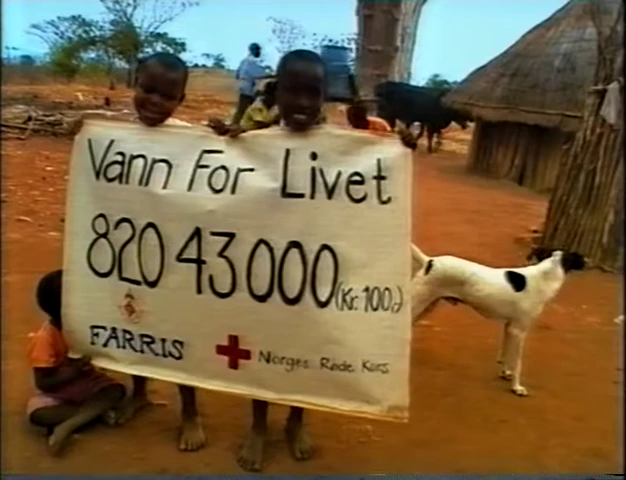 Vann For Livet
820 43 000 (Kr. 100,-)
FARRIS
Norges Røde Kors